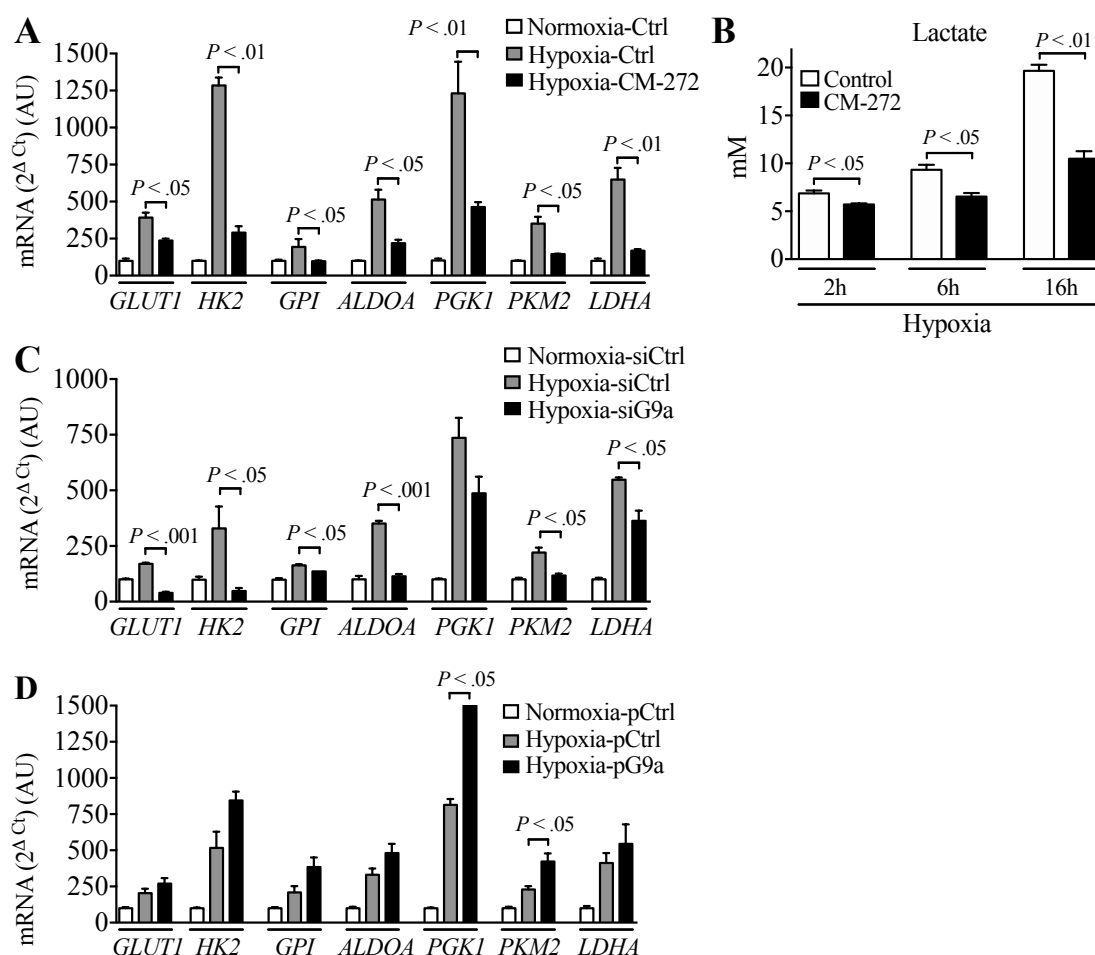 A
Normoxia-Ctrl
Hypoxia-Ctrl
Hypoxia-CM-272
mRNA (2^Δ Ct) (AU)
1500
1250
1000
750
500
250
0
P < .05
P < .01
P < .05
P < .05
P < .01
P < .05
P < .01
GLUT1 HK2 GPI ALDOA PGK1 PKM2 LDHA
B
Lactate
Control
CM-272
mM
20
15
10
5
0
P < .05
P < .05
P < .01
2h 6h 16h
Hypoxia
C
Normoxia-siCtrl
Hypoxia-siCtrl
Hypoxia-siG9a
mRNA (2^Δ Ct) (AU)
1000
750
500
250
0
P < .001
P < .05
P < .05
P < .001
P < .05
P < .05
GLUT1 HK2 GPI ALDOA PGK1 PKM2 LDHA
D
Normoxia-pCtrl
Hypoxia-pCtrl
Hypoxia-pG9a
mRNA (2^Δ Ct) (AU)
1500
1000
750
500
250
0
P < .05
P < .05
GLUT1 HK2 GPI ALDOA PGK1 PKM2 LDHA